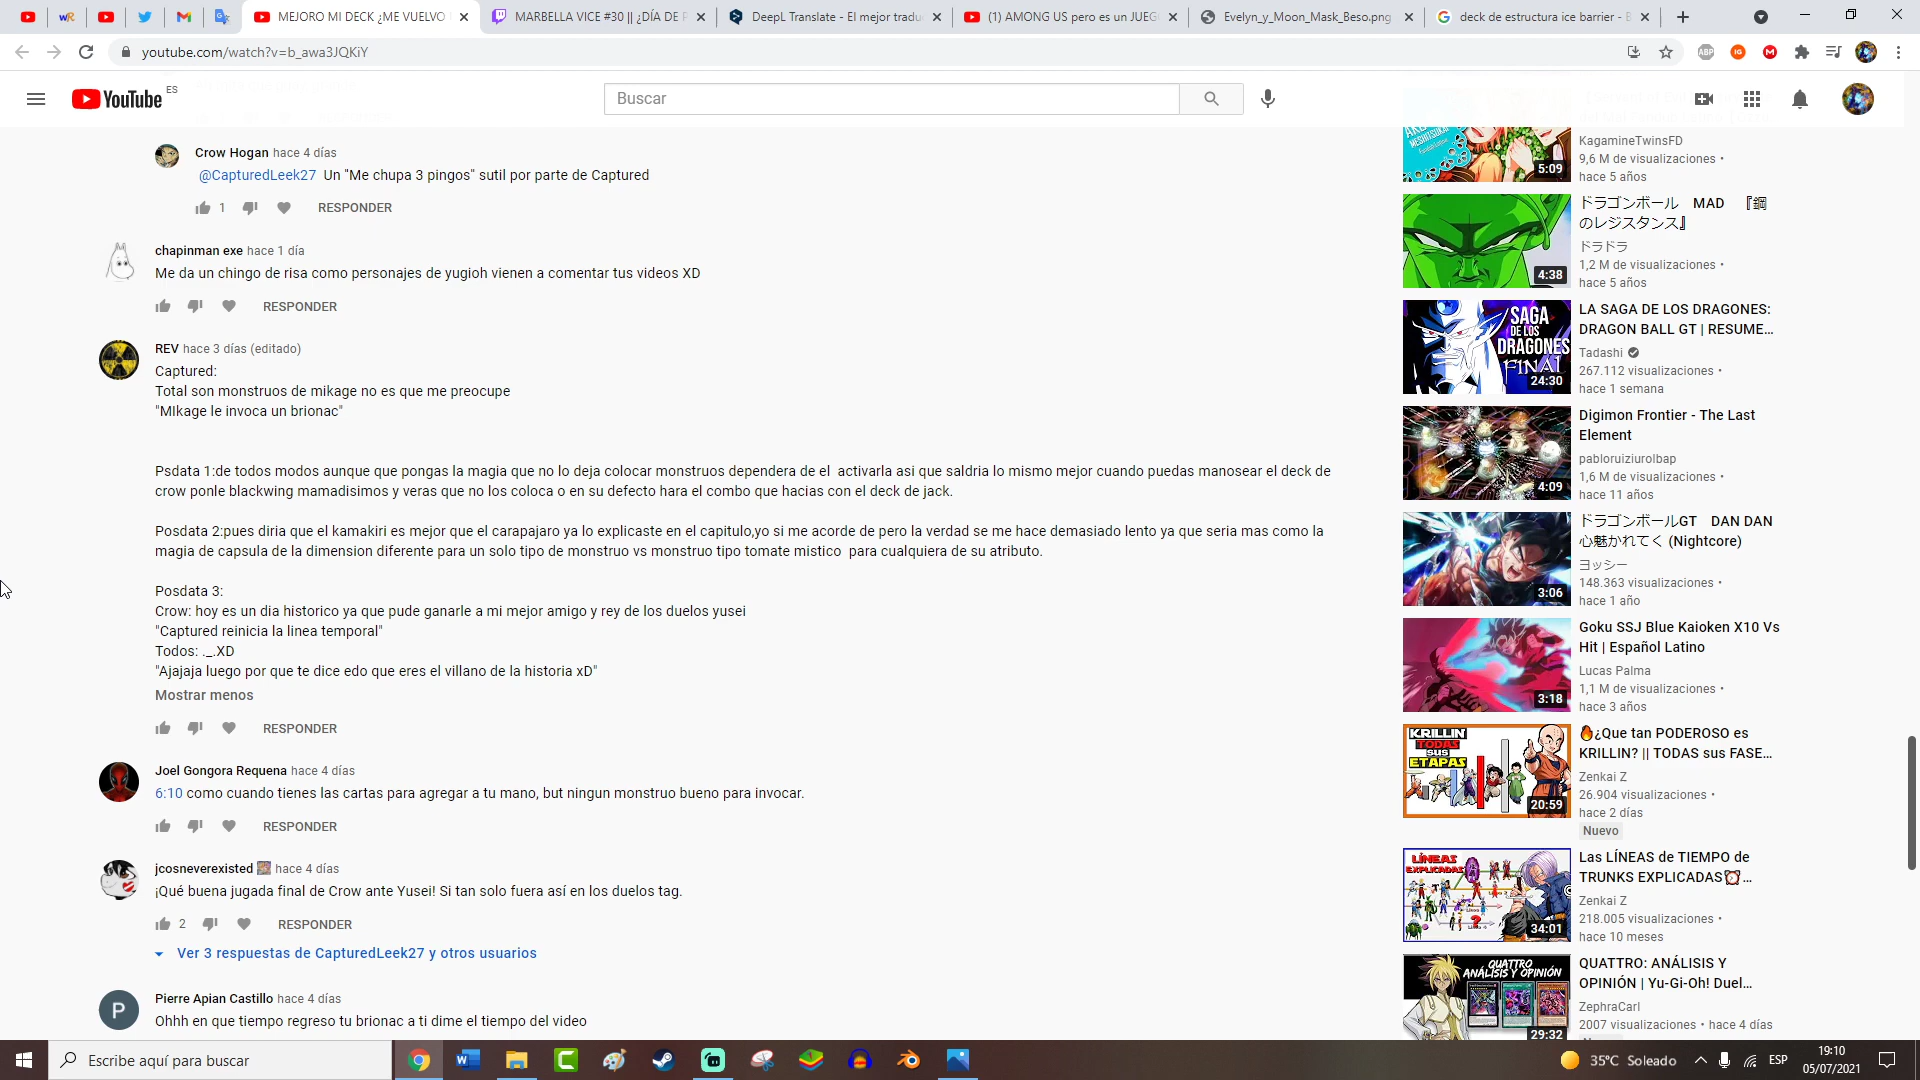 MEJORO MI DECK ¿ME VUELVO
MARBELLA VICE #30 || ¿DÍA DE P
DeepL Translate - El mejor tradu
(1) AMONG US pero es un JUEG
Evelyn_y_Moon_Mask_Beso.png
deck de estructura ice barrier - B
youtube.com/watch?v=b_awa3JQKiY
YouTube ES
Buscar
Crow Hogan hace 4 días
@CapturedLeek27 Un "Me chupa 3 pingos" sutil por parte de Captured
1 RESPONDER
chapinman exe hace 1 día
Me da un chingo de risa como personajes de yugioh vienen a comentar tus videos XD
RESPONDER
REV hace 3 días (editado)
Captured:
Total son monstruos de mikage no es que me preocupe
"MIkage le invoca un brionac"
Psdata 1:de todos modos aunque que pongas la magia que no lo deja colocar monstruos dependera de el activarla asi que saldria lo mismo mejor cuando puedas manosear el deck de
crow ponle blackwing mamadisimos y veras que no los coloca o en su defecto hara el combo que hacias con el deck de jack.
Posdata 2:pues diria que el kamakiri es mejor que el carapajaro ya lo explicaste en el capitulo,yo si me acorde de pero la verdad se me hace demasiado lento ya que seria mas como la
magia de capsula de la dimension diferente para un solo tipo de monstruo vs monstruo tipo tomate mistico para cualquiera de su atributo.
Posdata 3:
Crow: hoy es un dia historico ya que pude ganarle a mi mejor amigo y rey de los duelos yusei
"Captured reinicia la linea temporal"
Todos: ._.XD
"Ajajaja luego por que te dice edo que eres el villano de la historia xD"
Mostrar menos
RESPONDER
Joel Gongora Requena hace 4 días
6:10 como cuando tienes las cartas para agregar a tu mano, but ningun monstruo bueno para invocar.
RESPONDER
jcosneverexisted hace 4 días
¡Qué buena jugada final de Crow ante Yusei! Si tan solo fuera así en los duelos tag.
2 RESPONDER
Ver 3 respuestas de CapturedLeek27 y otros usuarios
P
Pierre Apian Castillo hace 4 días
Ohhh en que tiempo regreso tu brionac a ti dime el tiempo del video
5:09
KagamineTwinsFD
9,6 M de visualizaciones •
hace 5 años
4:38
ドラゴンボール MAD 『鋼
のレジスタンス』
ドラドラ
1,2 M de visualizaciones •
hace 5 años
SAGA
DE LOS
DRAGONES
FINAL
24:30
LA SAGA DE LOS DRAGONES:
DRAGON BALL GT | RESUME...
Tadashi
267.112 visualizaciones •
hace 1 semana
4:09
Digimon Frontier - The Last
Element
pabloruiziurolbap
1,6 M de visualizaciones •
hace 11 años
3:06
ドラゴンボールGT DAN DAN
心魅かれてく (Nightcore)
ヨッシー
148.363 visualizaciones •
hace 1 año
3:18
Goku SSJ Blue Kaioken X10 Vs
Hit | Español Latino
Lucas Palma
1,1 M de visualizaciones •
hace 3 años
KRILLIN
TODAS
SUS
ETAPAS
20:59
¿Que tan PODEROSO es
KRILLIN? || TODAS sus FASE...
Zenkai Z
26.904 visualizaciones •
hace 2 días
Nuevo
LÍNEAS
EXPLICADAS
34:01
Las LÍNEAS de TIEMPO de
TRUNKS EXPLICADAS...
Zenkai Z
218.005 visualizaciones •
hace 10 meses
QUATTRO
ANÁLISIS Y OPINIÓN
29:32
QUATTRO: ANÁLISIS Y
OPINIÓN | Yu-Gi-Oh! Duel...
ZephraCarl
2007 visualizaciones • hace 4 días
Escribe aquí para buscar
35°C Soleado
ESP
19:10
05/07/2021